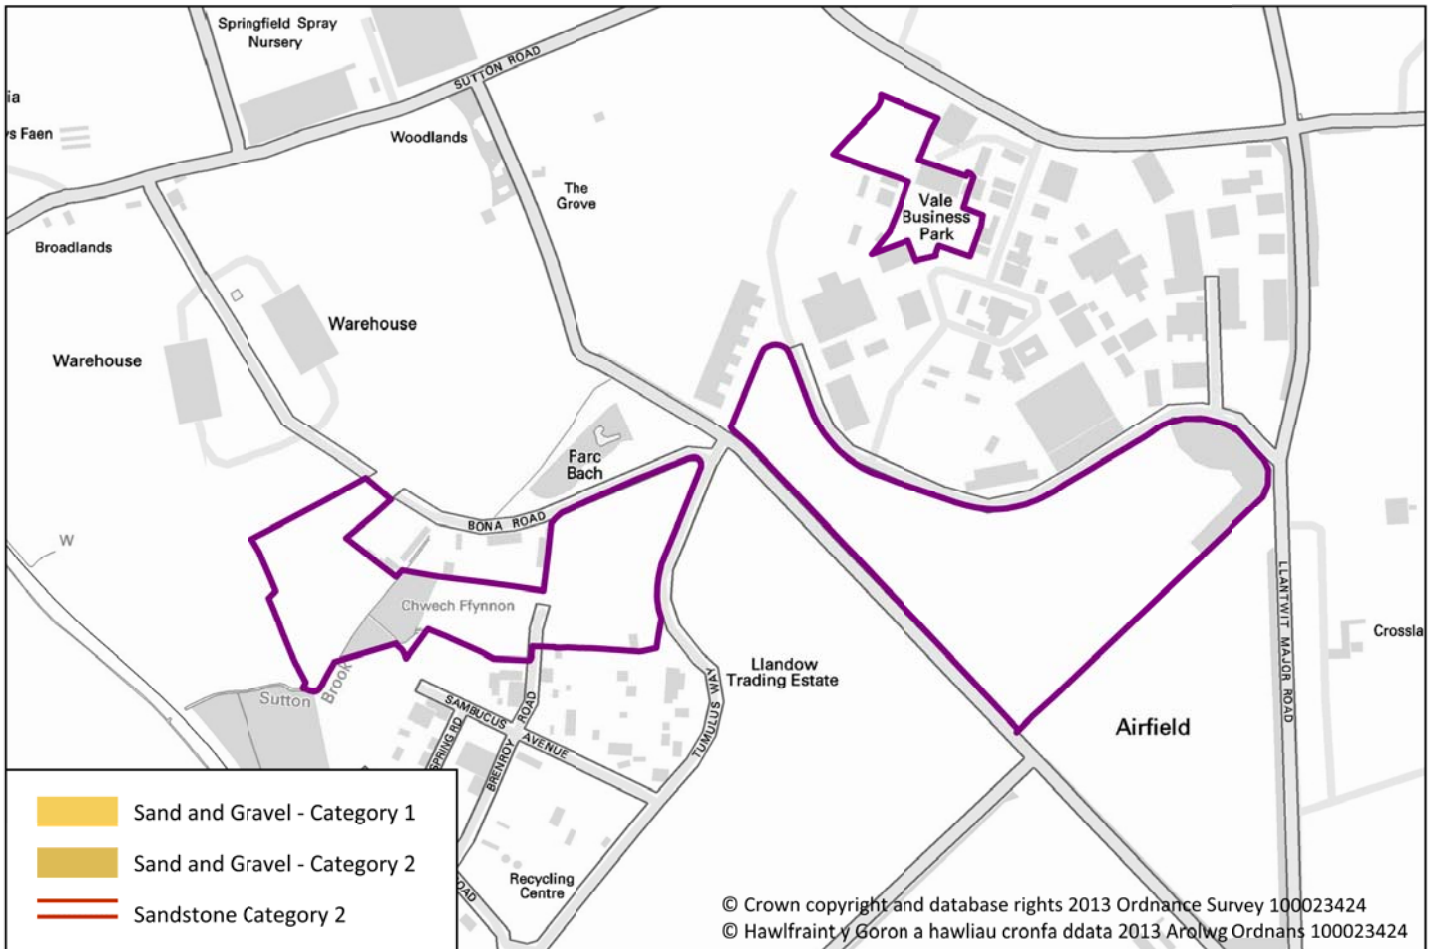 Springfield Spray
Nursery
SUTTON ROAD
ia
ys Faen
Woodlands
The
Grove
Vale
Business
Park
Broadlands
Warehouse
Warehouse
Farc
Bach
BONA ROAD
W
Chwech Ffynnon
LLANTWIT MAJOR ROAD
Crossla
Llandow
Trading Estate
TUMULUS WAY
Sutton Brook
SAMBUCUS AVENUE
SPRING RD
BRENROY ROAD
Airfield
Recycling
Centre
OAD
Sand and Gravel - Category 1
Sand and Gravel - Category 2
Sandstone Category 2
© Crown copyright and database rights 2013 Ordnance Survey 100023424
© Hawlfraint y Goron a hawliau cronfa ddata 2013 Arolwg Ordnans 100023424